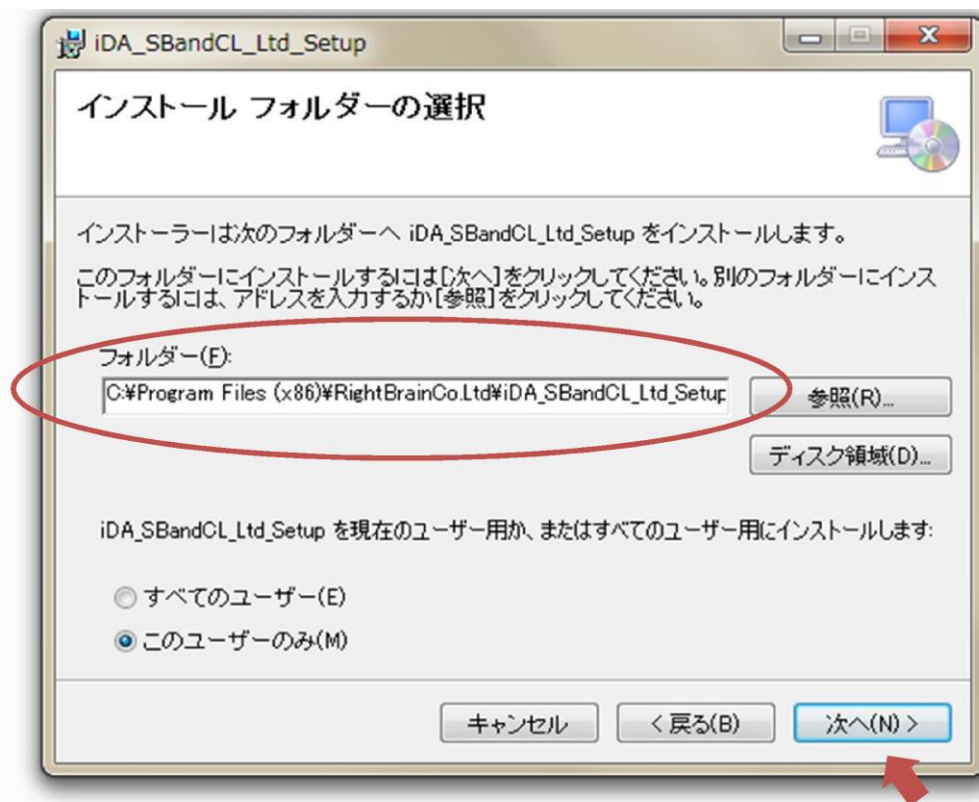 iDA_SBandCL_Ltd_Setup
インストール フォルダーの選択
インストーラーは次のフォルダーへ iDA_SBandCL_Ltd_Setup をインストールします。
このフォルダーにインストールするには[次へ]をクリックしてください。別のフォルダーにインス
トールするには、アドレスを入力するか[参照]をクリックしてください。
フォルダー(F):
C:¥Program Files (x86)¥RightBrainCo.Ltd¥iDA_SBandCL_Ltd_Setup
参照(R)...
ディスク領域(D)...
iDA_SBandCL_Ltd_Setup を現在のユーザー用か、またはすべてのユーザー用にインストールします:
すべてのユーザー(E)
このユーザーのみ(M)
キャンセル
< 戻る(B)
次へ(N) >